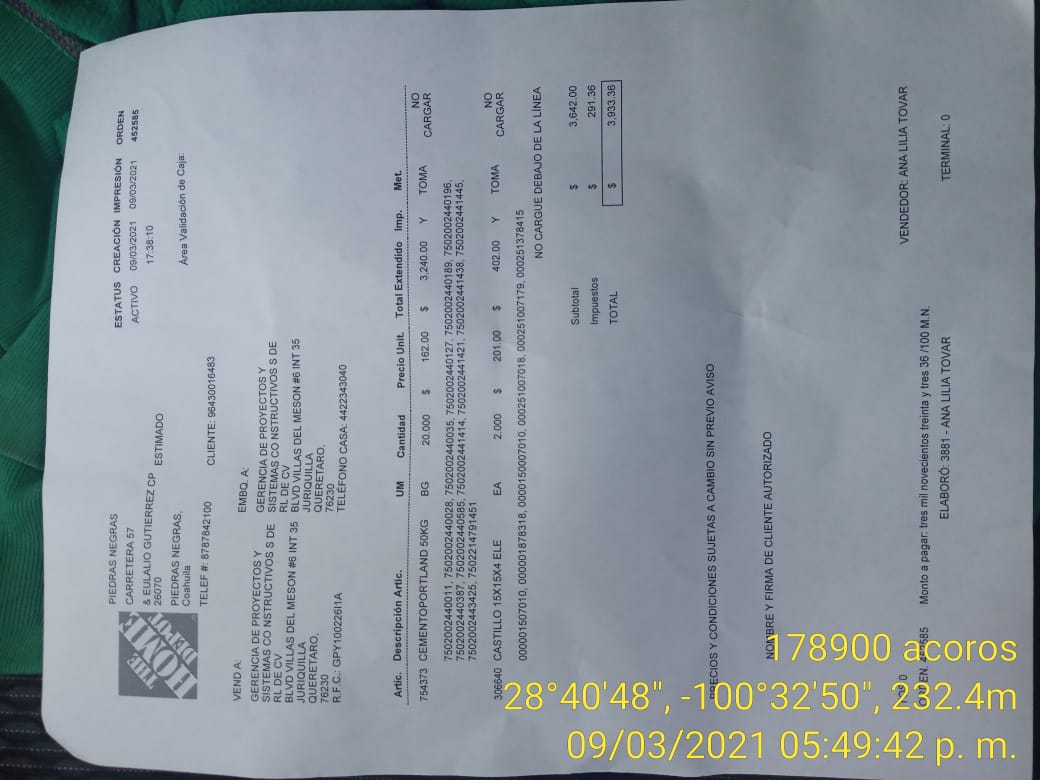 THE
HOME
DEPOT
PIEDRAS NEGRAS
CARRETERA 57
& EULALIO GUTIERREZ CP
26070
PIEDRAS NEGRAS,
Coahuila
TELEF #: 8787842100
ESTIMADO
CLIENTE: 96430016483
ESTATUS CREACIÓN IMPRESIÓN ORDEN
ACTIVO 09/03/2021 09/03/2021 452585
17:38:10
Área Validación de Caja:
VEND A:
GERENCIA DE PROYECTOS Y
SISTEMAS CO NSTRUCTIVOS S DE
RL DE CV
BLVD VILLAS DEL MESON #6 INT 35
JURIQUILLA
QUERETARO,
76230
R.F.C.: GPY100226I1A
EMBQ. A:
GERENCIA DE PROYECTOS Y
SISTEMAS CO NSTRUCTIVOS S DE
RL DE CV
BLVD VILLAS DEL MESON #6 INT 35
JURIQUILLA
QUERETARO,
76230
TELÉFONO CASA: 4422343040
Artic. Descripción Artic. UM Cantidad Precio Unit. Total Extendido Imp. Met.
754373 CEMENTOPORTLAND 50KG BG 20.000 $ 162.00 $ 3,240.00 Y TOMA NO CARGAR
7502002440011, 7502002440028, 7502002440035, 7502002440127, 7502002440189, 7502002440196,
7502002440387, 7502002440585, 7502002441414, 7502002441421, 7502002441438, 7502002441445,
7502002443425, 7502214791451
306640 CASTILLO 15X15X4 ELE EA 2.000 $ 201.00 $ 402.00 Y TOMA NO CARGAR
000001507010, 000001878318, 0000150007010, 000251007018, 000251007179, 000251378415
NO CARGUE DEBAJO DE LA LÍNEA
Subtotal $ 3,642.00
Impuestos $ 291.36
TOTAL $ 3,933.36
PRECIOS Y CONDICIONES SUJETAS A CAMBIO SIN PREVIO AVISO
NOMBRE Y FIRMA DE CLIENTE AUTORIZADO
VENDEDOR: ANA LILIA TOVAR
Monto a pagar: tres mil novecientos treinta y tres 36 /100 M.N.
ELABORÓ: 3881 - ANA LILIA TOVAR
TERMINAL: 0
178900 acoros
28°40'48", -100°32'50", 232.4m
09/03/2021 05:49:42 p. m.